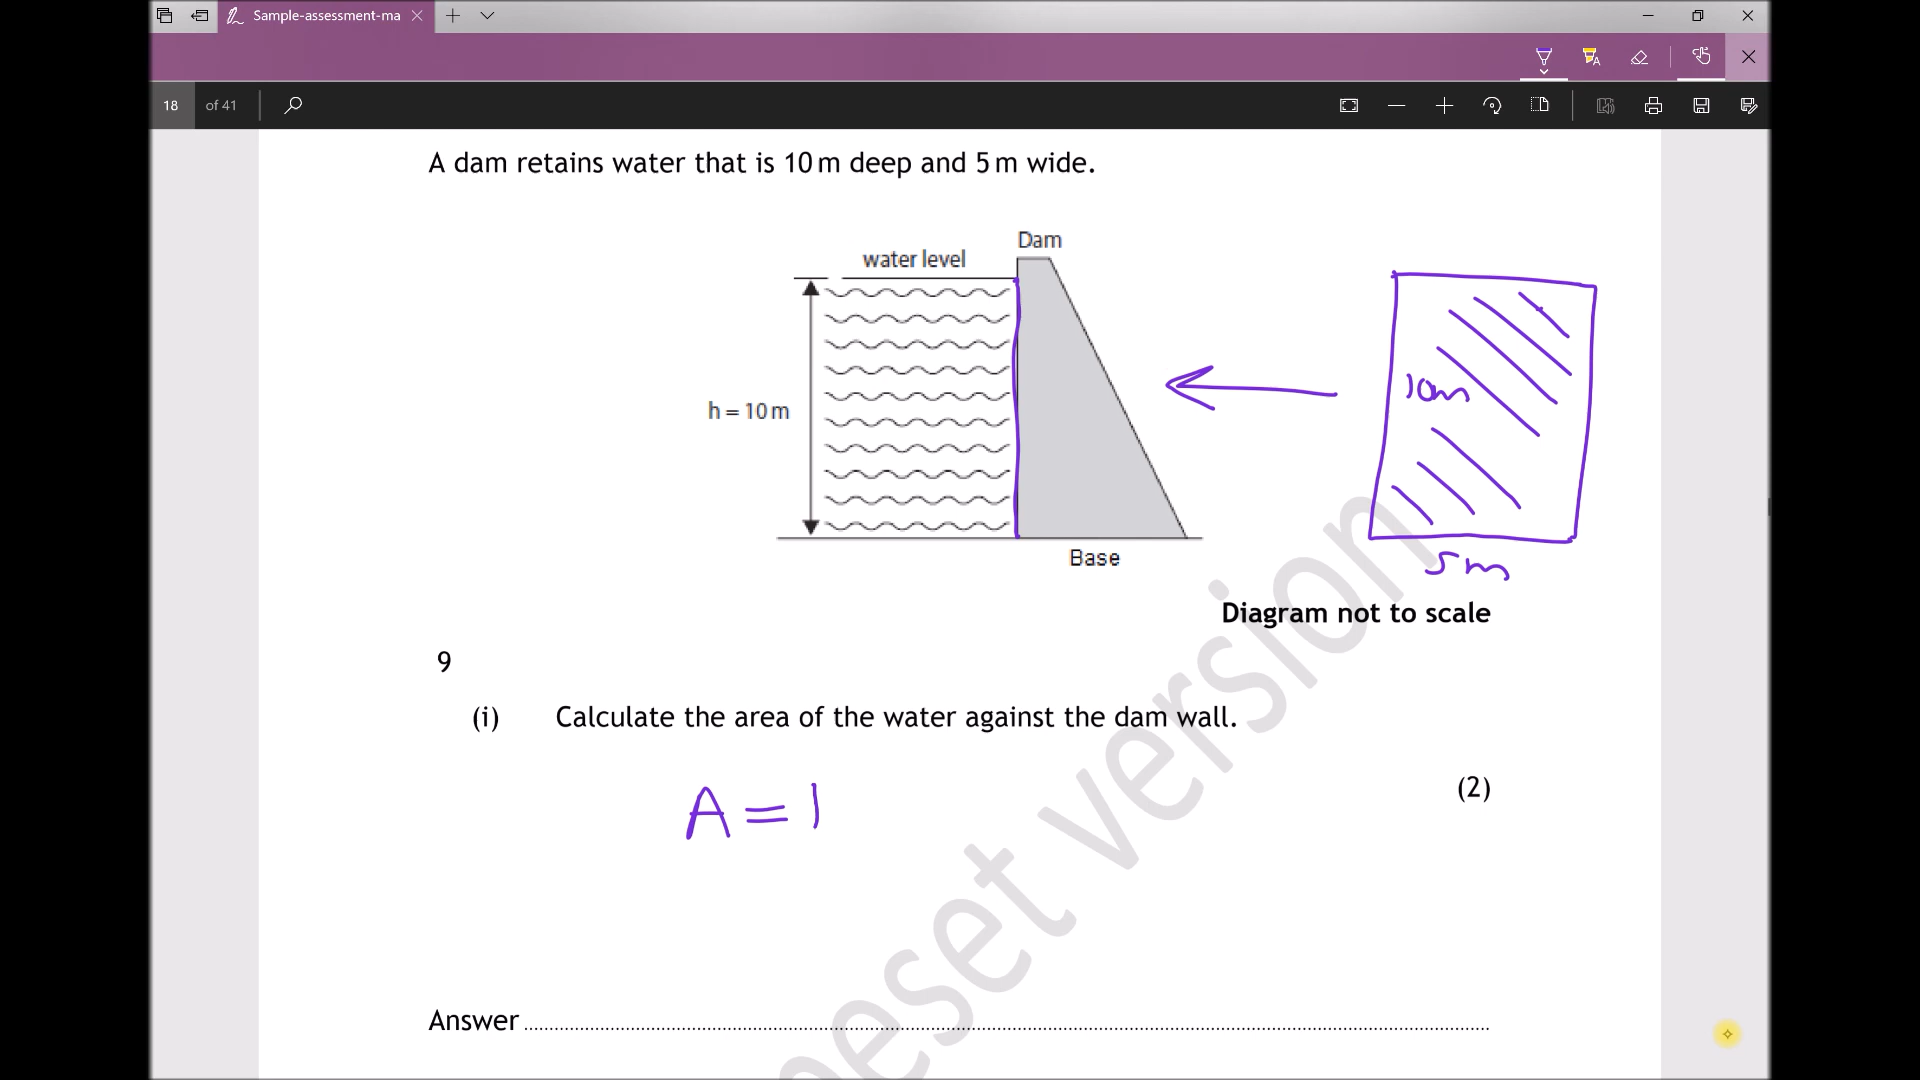 Sample-assessment-ma
18 of 41
A dam retains water that is 10 m deep and 5 m wide.
Dam
water level
h = 10 m
10m
Base
5m
Diagram not to scale
9
(i) Calculate the area of the water against the dam wall.
(2)
A = 1
Answer
eset version